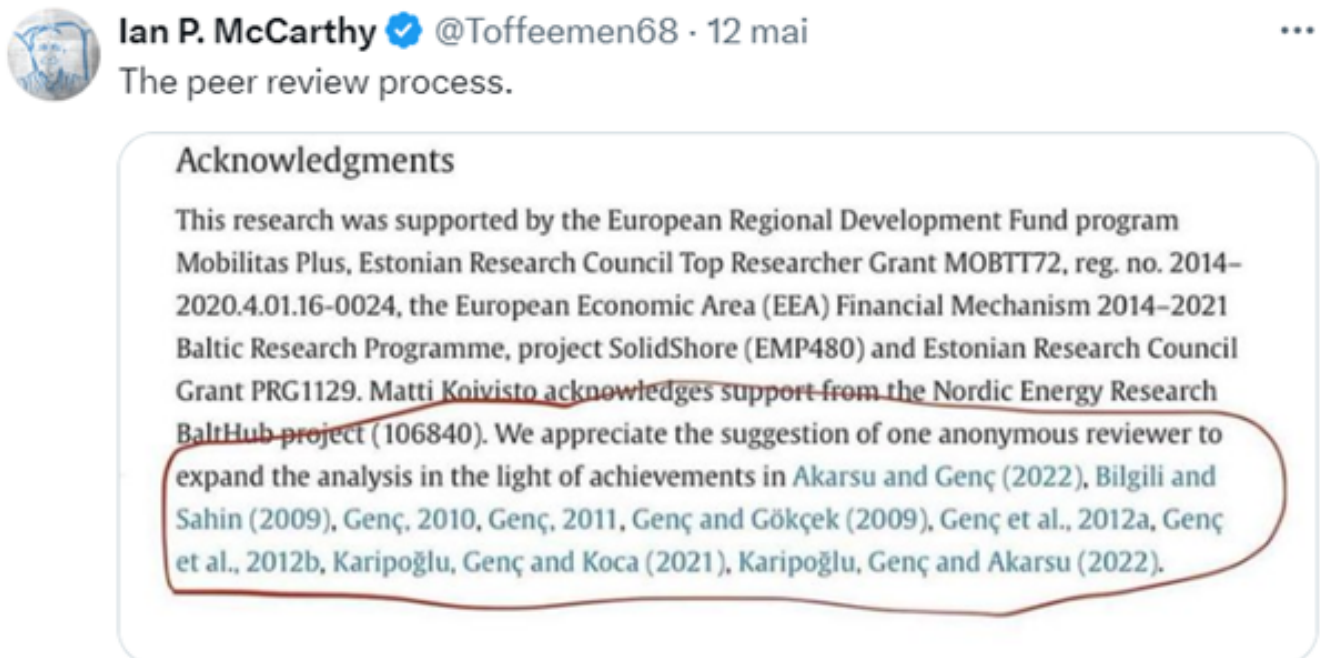 Ian P. McCarthy @Toffeemen68 · 12 mai
The peer review process.
Acknowledgments
This research was supported by the European Regional Development Fund program
Mobilitas Plus, Estonian Research Council Top Researcher Grant MOBTT72, reg. no. 2014–
2020.4.01.16-0024, the European Economic Area (EEA) Financial Mechanism 2014–2021
Baltic Research Programme, project SolidShore (EMP480) and Estonian Research Council
Grant PRG1129. Matti Koivisto acknowledges support from the Nordic Energy Research
BaltHub project (106840). We appreciate the suggestion of one anonymous reviewer to
expand the analysis in the light of achievements in Akarsu and Genç (2022), Bilgili and
Sahin (2009), Genç, 2010, Genç, 2011, Genç and Gökçek (2009), Genç et al., 2012a, Genç
et al., 2012b, Karipoğlu, Genç and Koca (2021), Karipoğlu, Genç and Akarsu (2022).